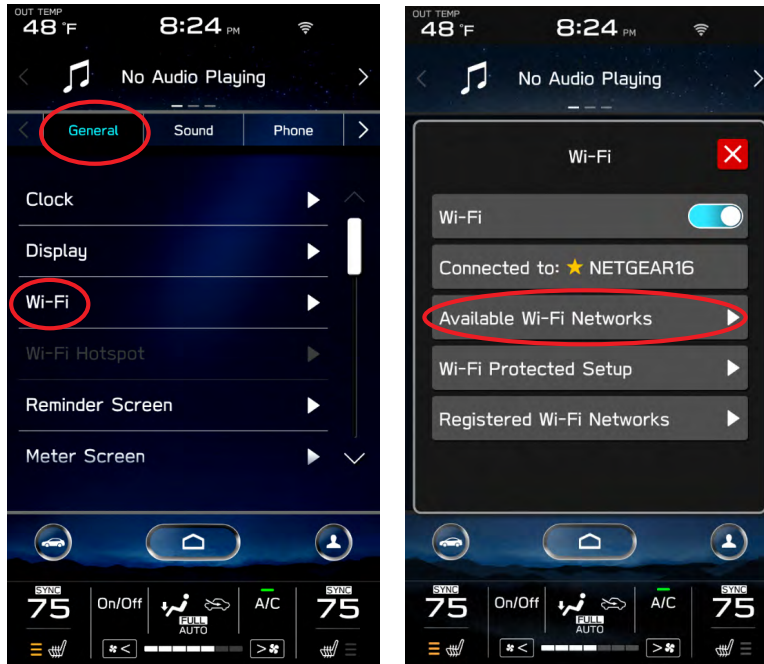 OUT TEMP
48 °F 8:24 PM
No Audio Playing
General Sound Phone
Clock
Display
Wi-Fi
Wi-Fi Hotspot
Reminder Screen
Meter Screen
SYNC SYNC
75 On/Off A/C 75
FULL
AUTO
< >
OUT TEMP
48 °F 8:24 PM
No Audio Playing
Wi-Fi
Wi-Fi
Connected to: ★ NETGEAR16
Available Wi-Fi Networks
Wi-Fi Protected Setup
Registered Wi-Fi Networks
SYNC SYNC
75 On/Off A/C 75
FULL
AUTO
< >